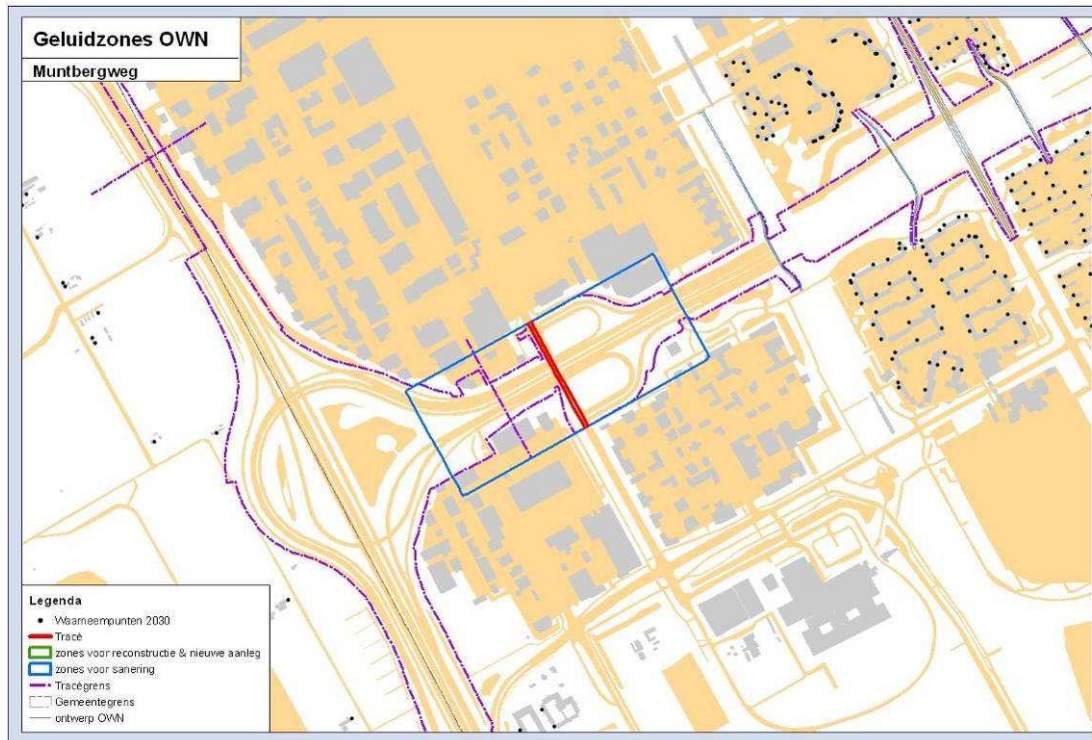 Geluidzones OWN
Muntbergweg
Legenda
Waarneempunten 2030
Tracé
zones voor reconstructie & nieuwe aanleg
zones voor sanering
Tracégrens
Gemeentegrens
ontwerp OWN